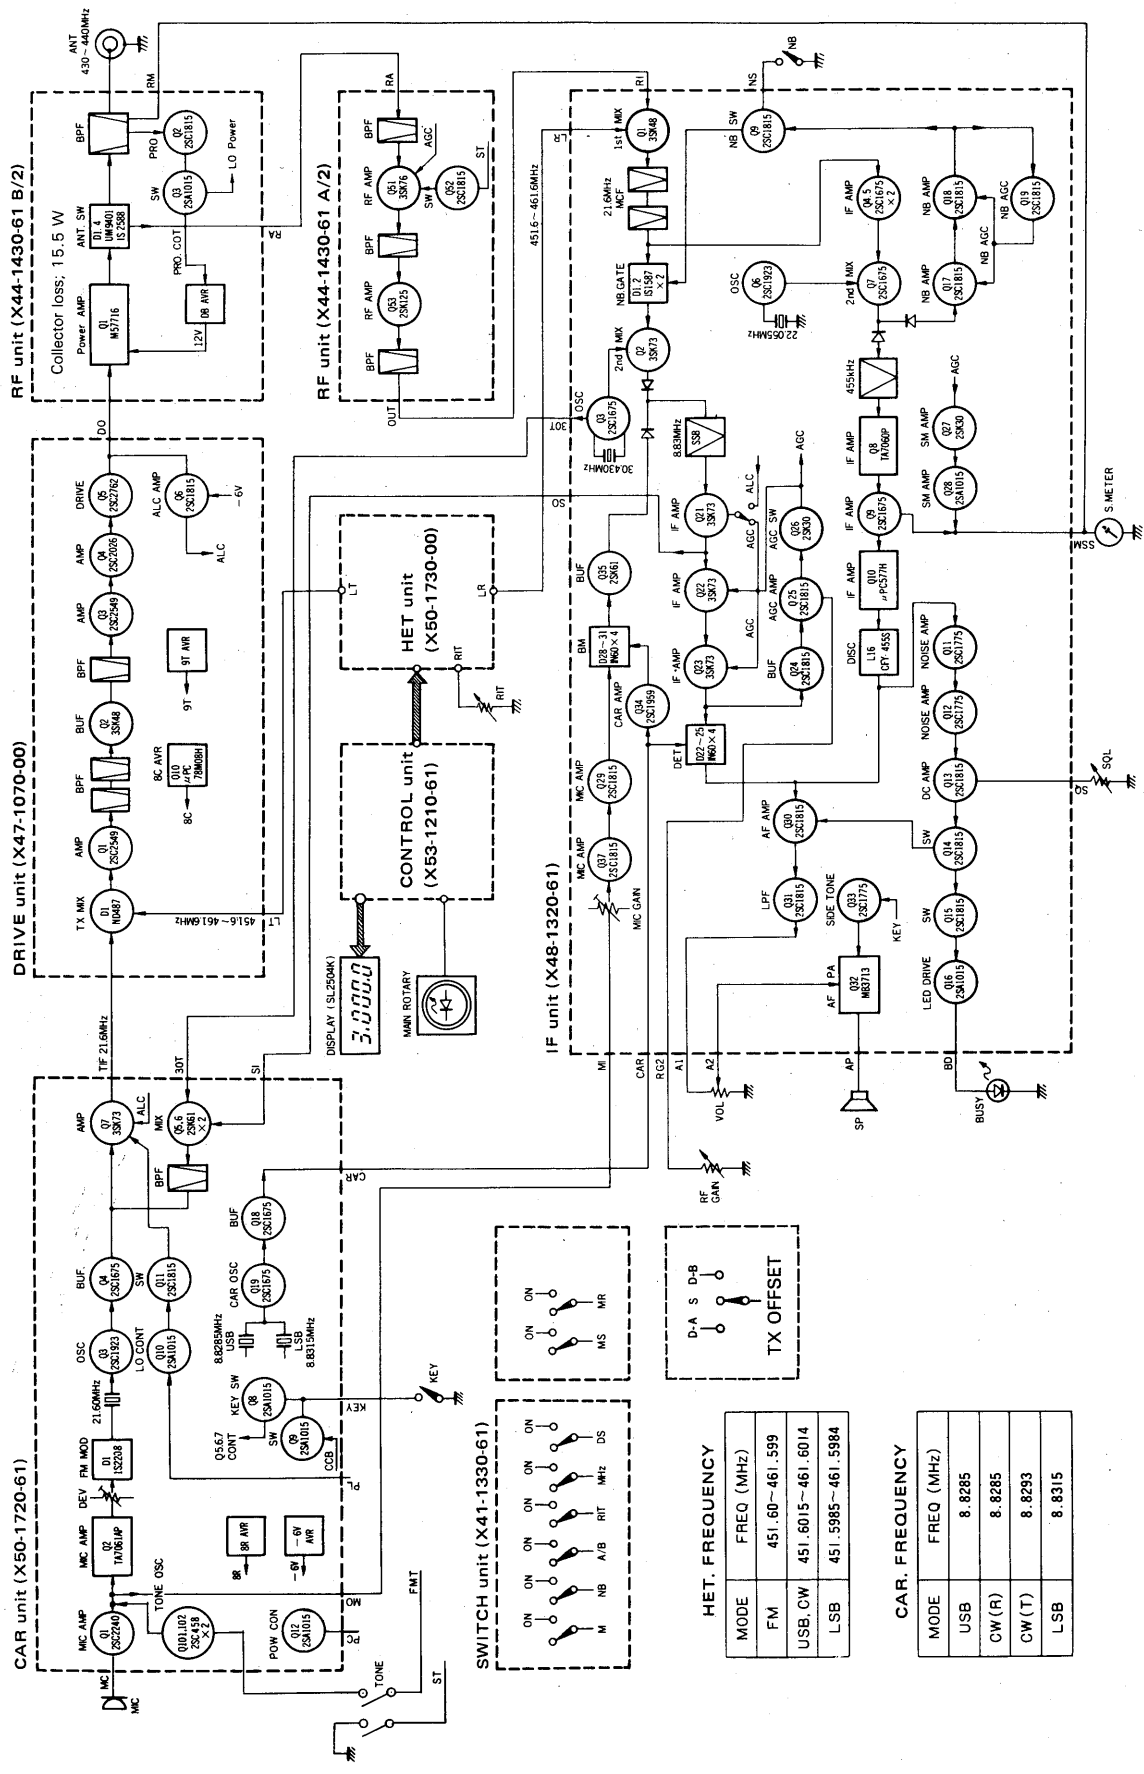 CAR unit (X50-1720-61)
MC
MIC
MIC AMP
Q1
2SC2240
TONE OSC
Q101,102
2SC458
× 2
MIC AMP
Q2
TA7061AP
DEV
FM MOD
D1
1S2208
21.60MHz
OSC
Q3
2SC1923
BUF.
Q4
2SC1675
AMP
Q7
3SK73
ALC
LO CONT
Q10
2SA1015
SW
Q11
2SC1815
MIX
Q5,6
2SK61
× 2
BPF
30T
SI
TIF 21.6MHz
POW CON
Q12
2SA1015
PC
MO
8R AVR
8R
-6V
AVR
-6V
KEY SW
Q8
2SA1015
Q5,6,7
CONT
SW
Q9
2SA1015
CCB
KEY
KEY
PL
8.8285MHz
USB
LSB
8.8315MHz
CAR OSC
Q19
2SC1675
BUF
Q18
2SC1675
CAR
TONE
FMT
ST
DRIVE unit (X47-1070-00)
TX MIX
D1
ND487
AMP
Q1
2SC2549
BPF
BUF
Q2
3SK48
BPF
AMP
Q3
2SC2549
AMP
Q4
2SC2026
DRIVE
Q5
2SC2762
ALC AMP
Q6
2SC1815
-6V
ALC
8C AVR
Q10
μPC
78M08H
8C
9T AVR
9T
451.6~461.6MHz
LT
DO
RF unit (X44-1430-61 B/2)
Collector loss; 15.5 W
Power AMP
Q1
M57716
ANT. SW
D1, 4
UM9401
IS 2588
BPF
ANT
430~440MHz
RM
PRO
Q2
2SC1815
SW
Q3
2SA1015
LO Power
PRO. COT
D8 AVR
12V
RA
RF unit (X44-1430-61 A/2)
RA
BPF
RF AMP
Q51
3SK76
AGC
SW
Q52
2SC1815
ST
BPF
RF AMP
Q53
2SK125
BPF
OUT
DISPLAY (SL2504K)
MAIN ROTARY
CONTROL unit
(X53-1210-61)
HET unit
(X50-1730-00)
LT
LR
RIT
RIT
451.6~461.6MHz
IF unit (X48-1320-61)
RI
LR
1st MIX
Q1
3SK48
21.6MHz
MCF
NB.GATE
D1, 2
IS1587
× 2
2nd MIX
Q2
3SK73
OSC
Q3
2SC1675
30.430MHz
30T
SO
8.83MHz
SSB
IF AMP
Q21
3SK73
ALC
AGC
IF AMP
Q22
3SK73
AGC
IF AMP
Q23
3SK73
DET
D22~25
IN60 × 4
BUF
Q24
2SC1815
AGC AMP
Q25
2SC1815
AGC SW
Q26
2SK30
AGC
BUF
Q35
2SK61
BM
D28~31
IN60 × 4
CAR AMP
Q34
2SC1959
MIC AMP
Q29
2SC1815
MIC AMP
Q37
2SC1815
MIC GAIN
MI
CAR
RG2
A1
A2
AP
BD
AF AMP
Q30
2SC1815
LPF
Q31
2SC1815
SIDE TONE
Q33
2SC1775
KEY
AF PA
Q32
MB3713
NB SW
Q9
2SC1815
NS
NB
OSC
Q6
2SC1923
22.055MHz
IF AMP
Q4,5
2SC1675
× 2
2nd MIX
Q7
2SC1675
NB AMP
Q18
2SC1815
NB AGC
Q19
2SC1815
NB AGC
NB AMP
Q17
2SC1815
455kHz
IF AMP
Q8
TA7060P
IF AMP
Q9
2SC1675
IF AMP
Q10
μPC577H
DISC
L16
CFY 455S
SM AMP
Q27
2SK30
AGC
SM AMP
Q28
2SA1015
SSM
S.METER
NOISE AMP
Q11
2SC1775
NOISE AMP
Q12
2SC1775
DC AMP
Q13
2SC1815
SQ
SQL
SW
Q14
2SC1815
SW
Q15
2SC1815
LED DRIVE
Q16
2SA1015
BUSY
SP
VOL
RF
GAIN
SWITCH unit (X41-1330-61)
ON ON ON ON ON ON
M NB A/B RIT MHz DS
ON ON
MS MR
D-A S D-B
TX OFFSET
HET. FREQUENCY
MODE FREQ (MHz)
FM 451.60~461.599
USB, CW 451.6015~461.6014
LSB 451.5985~461.5984
CAR. FREQUENCY
MODE FREQ (MHz)
USB 8.8285
CW(R) 8.8285
CW(T) 8.8293
LSB 8.8315